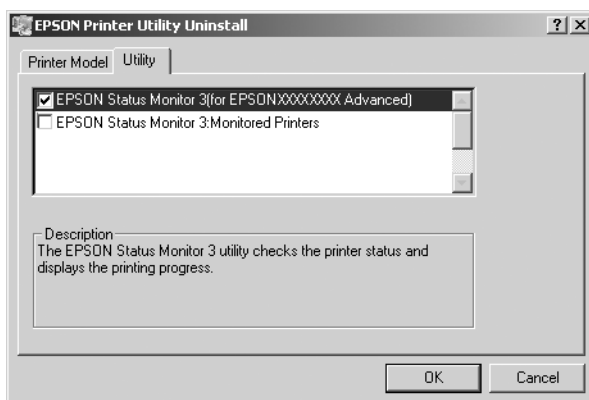 EPSON Printer Utility Uninstall
Printer Model
Utility
EPSON Status Monitor 3(for EPSONXXXXXXXX Advanced)
EPSON Status Monitor 3:Monitored Printers
Description
The EPSON Status Monitor 3 utility checks the printer status and
displays the printing progress.
OK
Cancel